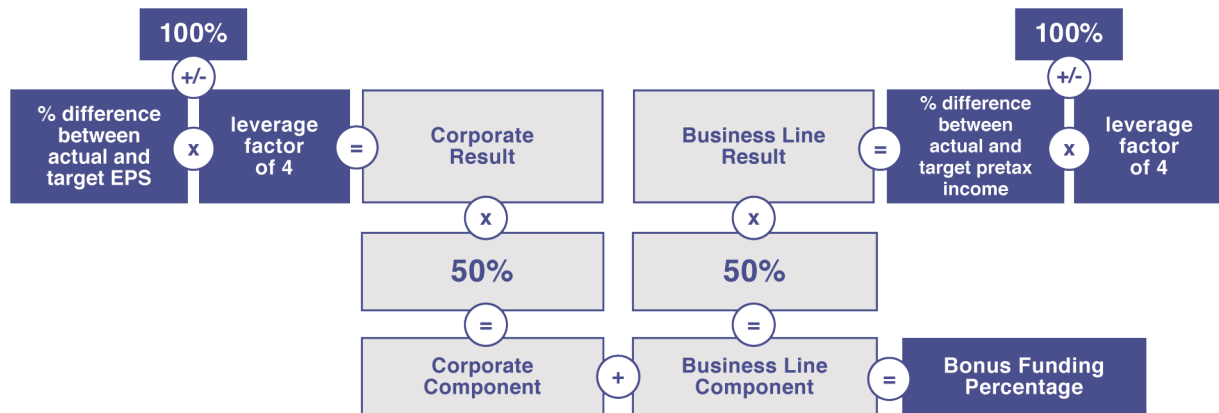 100%
+/-
% difference
between
actual and
target EPS
x
leverage
factor
of 4
=
Corporate
Result
x
50%
=
Corporate
Component
+
100%
+/-
Business Line
Result
=
% difference
between
actual and
target pretax
income
x
leverage
factor
of 4
x
50%
=
Business Line
Component
=
Bonus Funding
Percentage